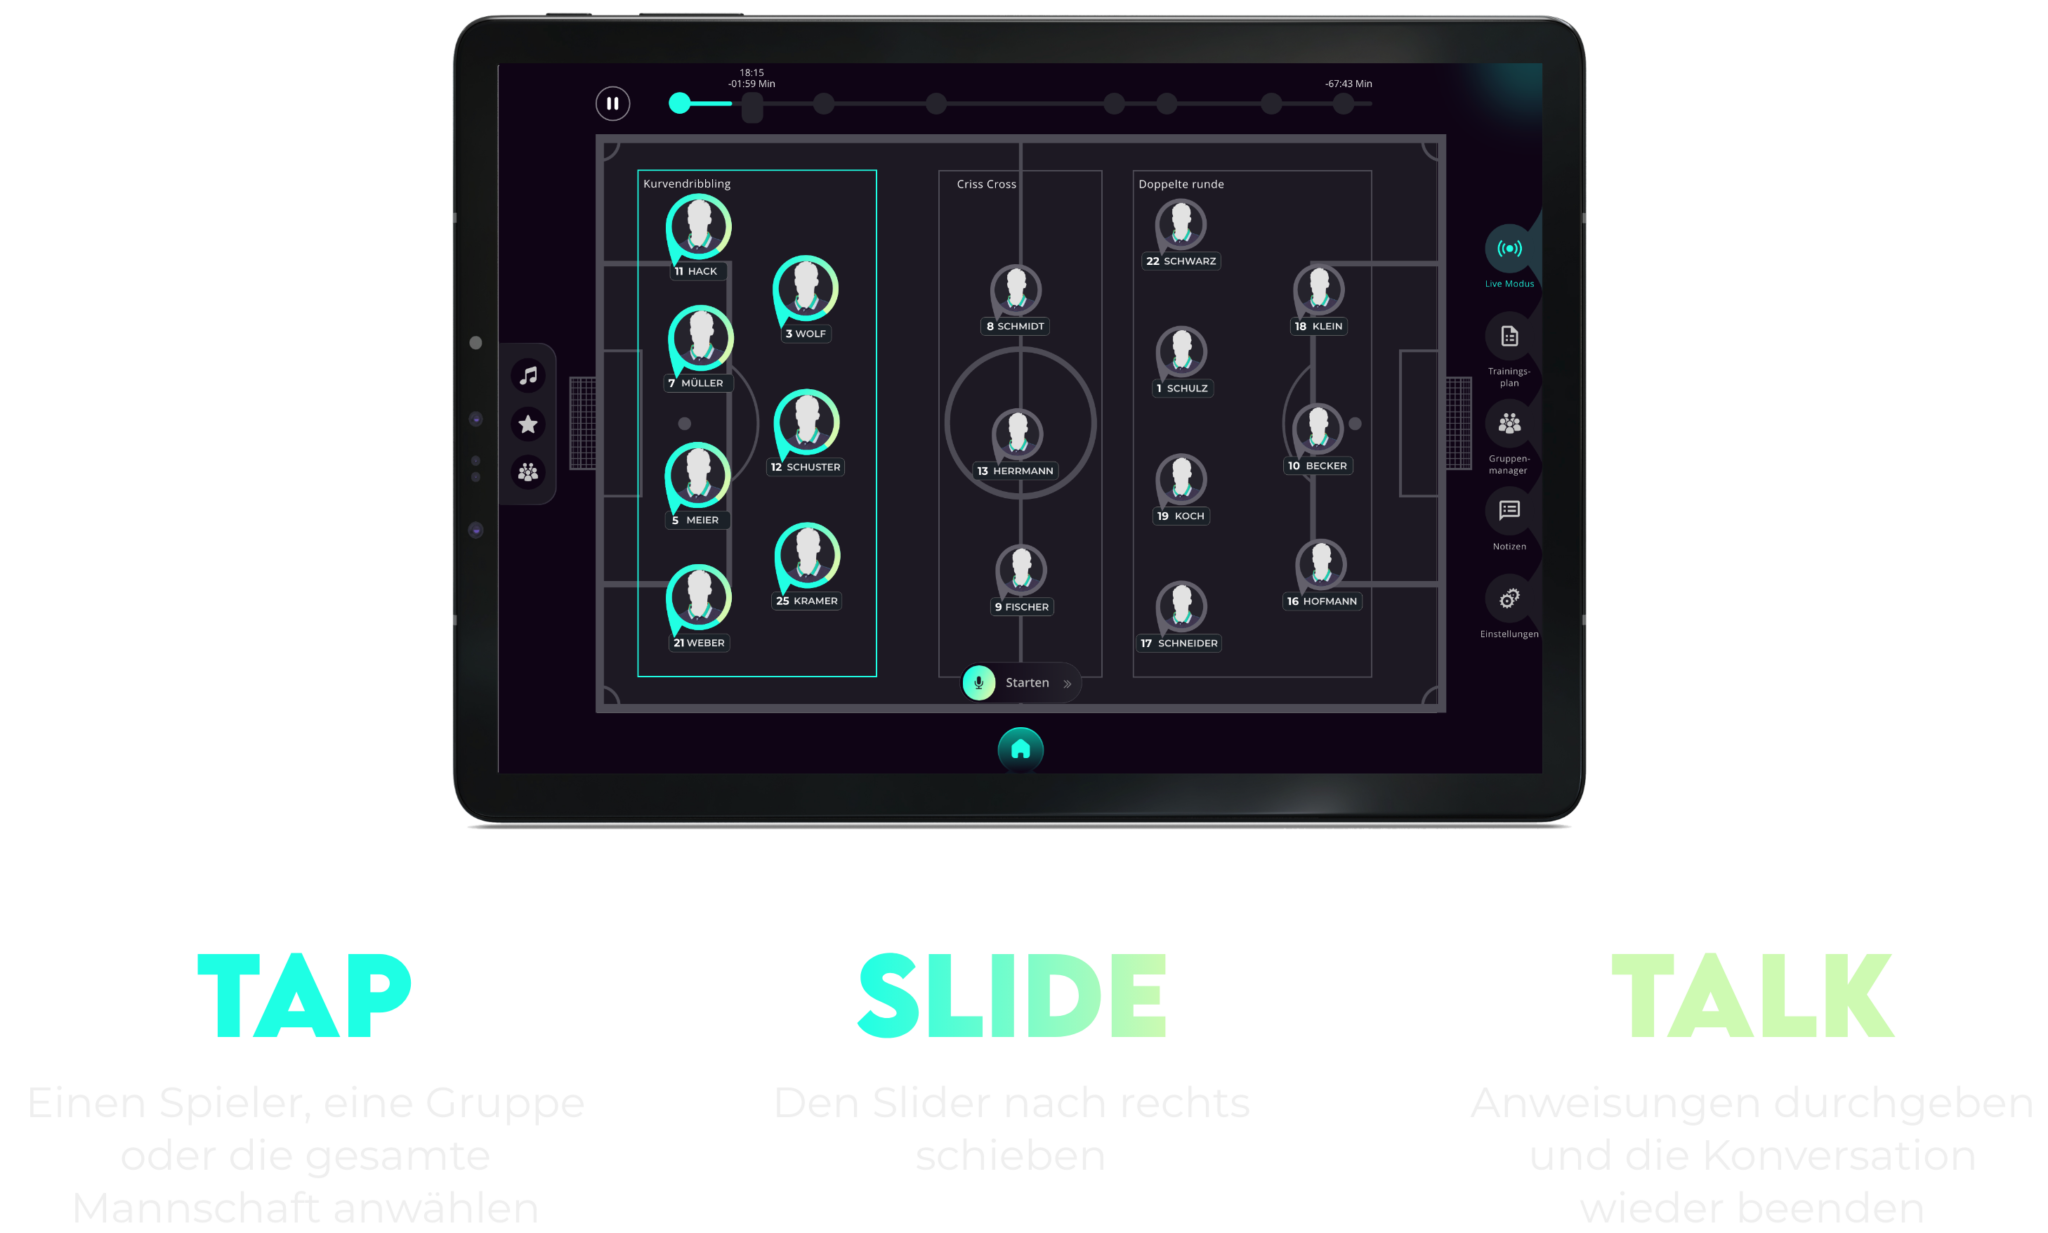 18:15
-01:59 Min
-67:43 Min
Kurvendribbling
Criss Cross
Doppelte runde
11 HACK
3 WOLF
7 MÜLLER
12 SCHUSTER
5 MEIER
25 KRAMER
21 WEBER
8 SCHMIDT
13 HERRMANN
9 FISCHER
22 SCHWARZ
18 KLEIN
1 SCHULZ
10 BECKER
19 KOCH
16 HOFMANN
17 SCHNEIDER
Starten
Live Modus
Trainings-
plan
Gruppen-
manager
Notizen
Einstellungen
TAP
Einen Spieler, eine Gruppe
oder die gesamte
Mannschaft anwählen
SLIDE
Den Slider nach rechts
schieben
TALK
Anweisungen durchgeben
und die Konversation
wieder beenden